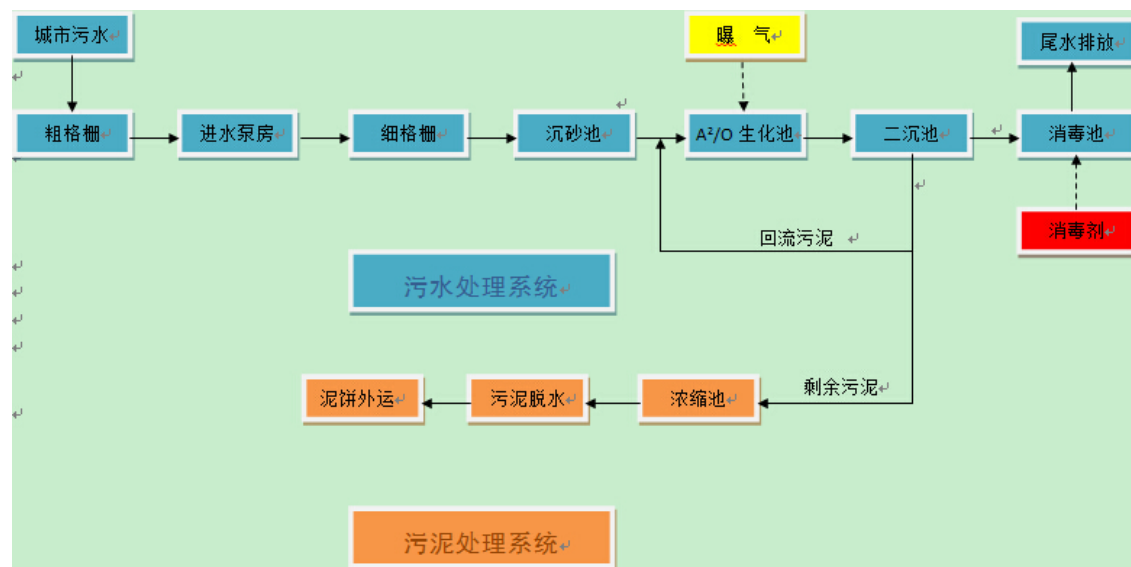 城市污水
曝 气
尾水排放
粗格栅
进水泵房
细格栅
沉砂池
A²/O 生化池
二沉池
消毒池
消毒剂
回流污泥
污水处理系统
泥饼外运
污泥脱水
浓缩池
剩余污泥
污泥处理系统